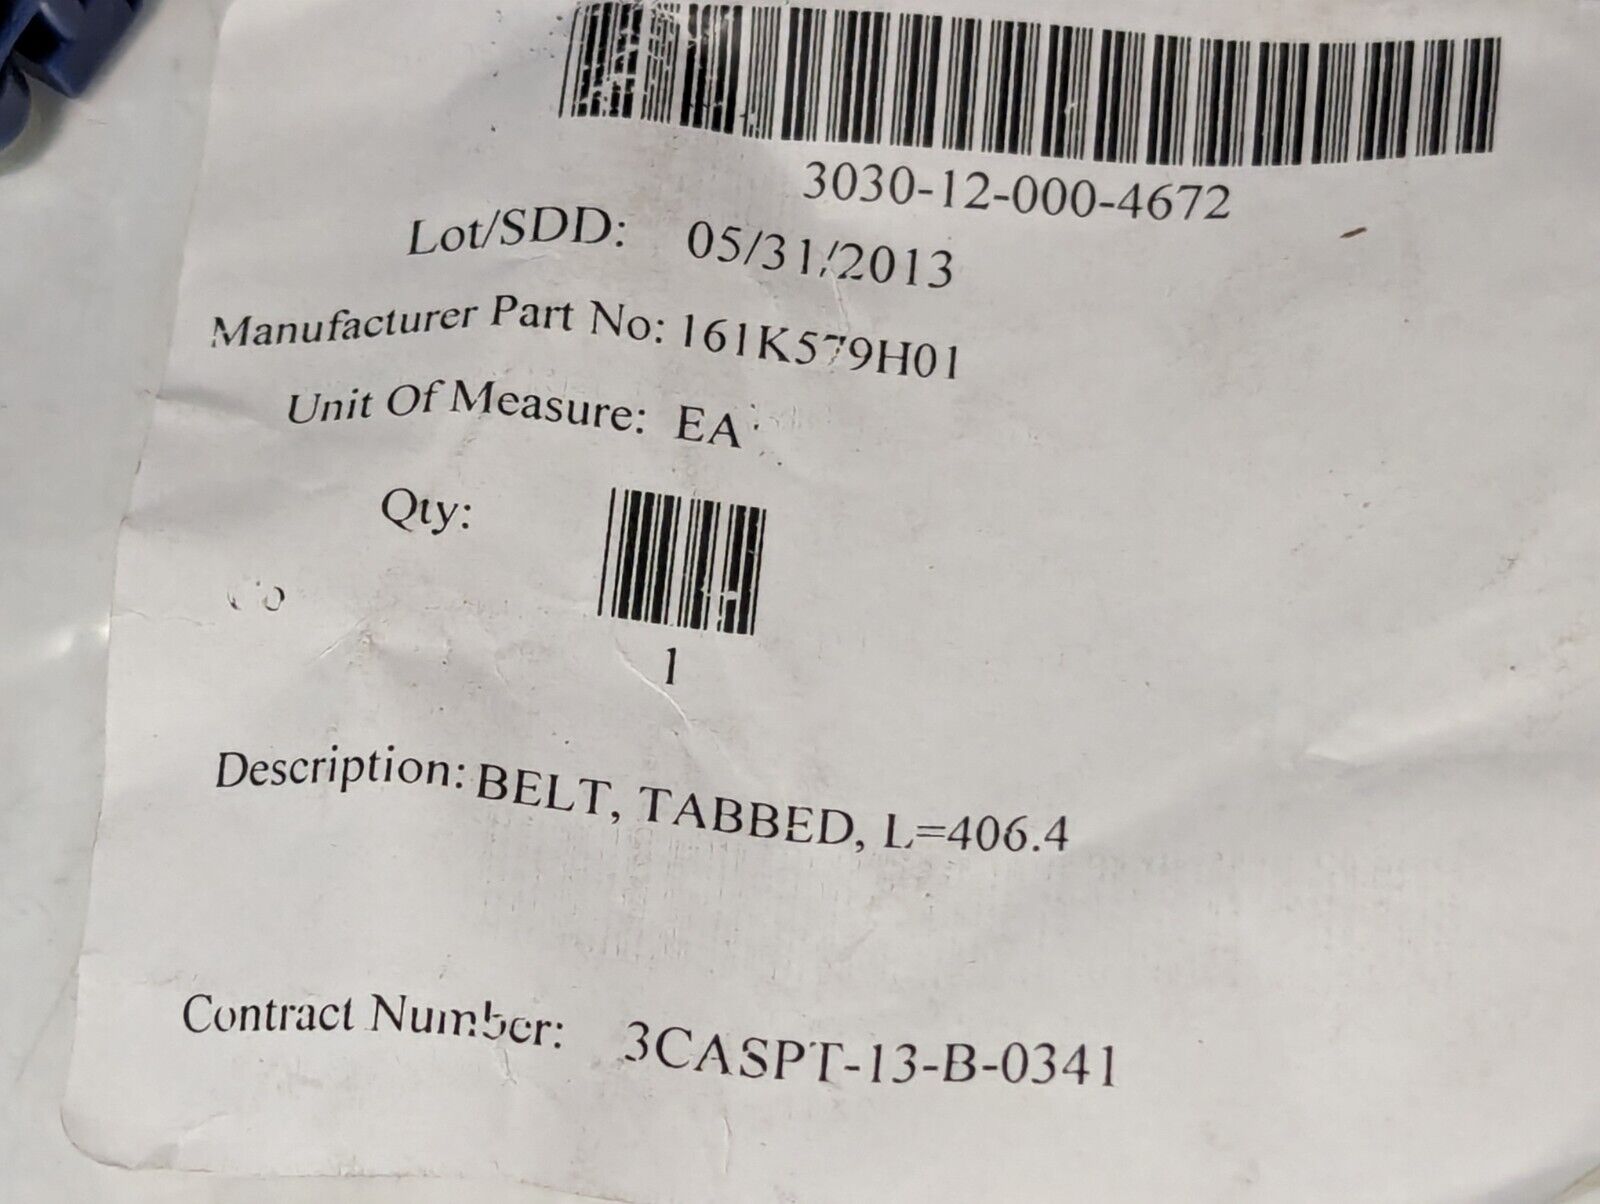 3030-12-000-4672
Lot/SDD: 05/31/2013
Manufacturer Part No: 161K579H01
Unit Of Measure: EA
Qty:
1
Description: BELT, TABBED, L=406.4
Contract Number: 3CASPT-13-B-0341